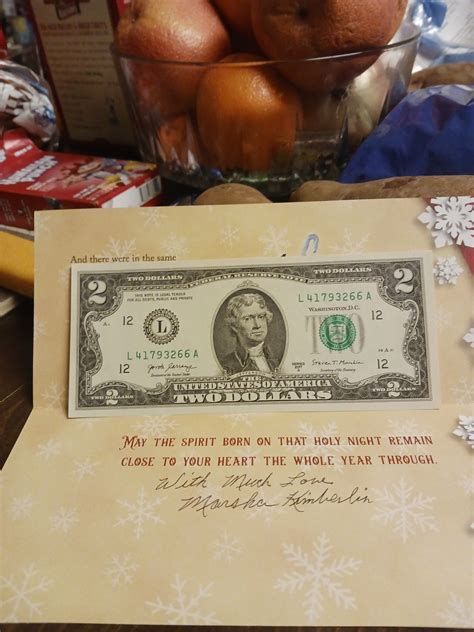 And there were in the same
TWO DOLLARS
FEDERAL RESERVE NOTE
2
2
THIS NOTE IS LEGAL TENDER
FOR ALL DEBTS, PUBLIC AND PRIVATE
L 41793266 A
WASHINGTON, D.C.
12
L
12
L 41793266 A
12
12
THE
UNITED STATES OF AMERICA
TWO DOLLARS
2
2
MAY THE SPIRIT BORN ON THAT HOLY NIGHT REMAIN
CLOSE TO YOUR HEART THE WHOLE YEAR THROUGH.
With Much Love
Marsha Kimberlin